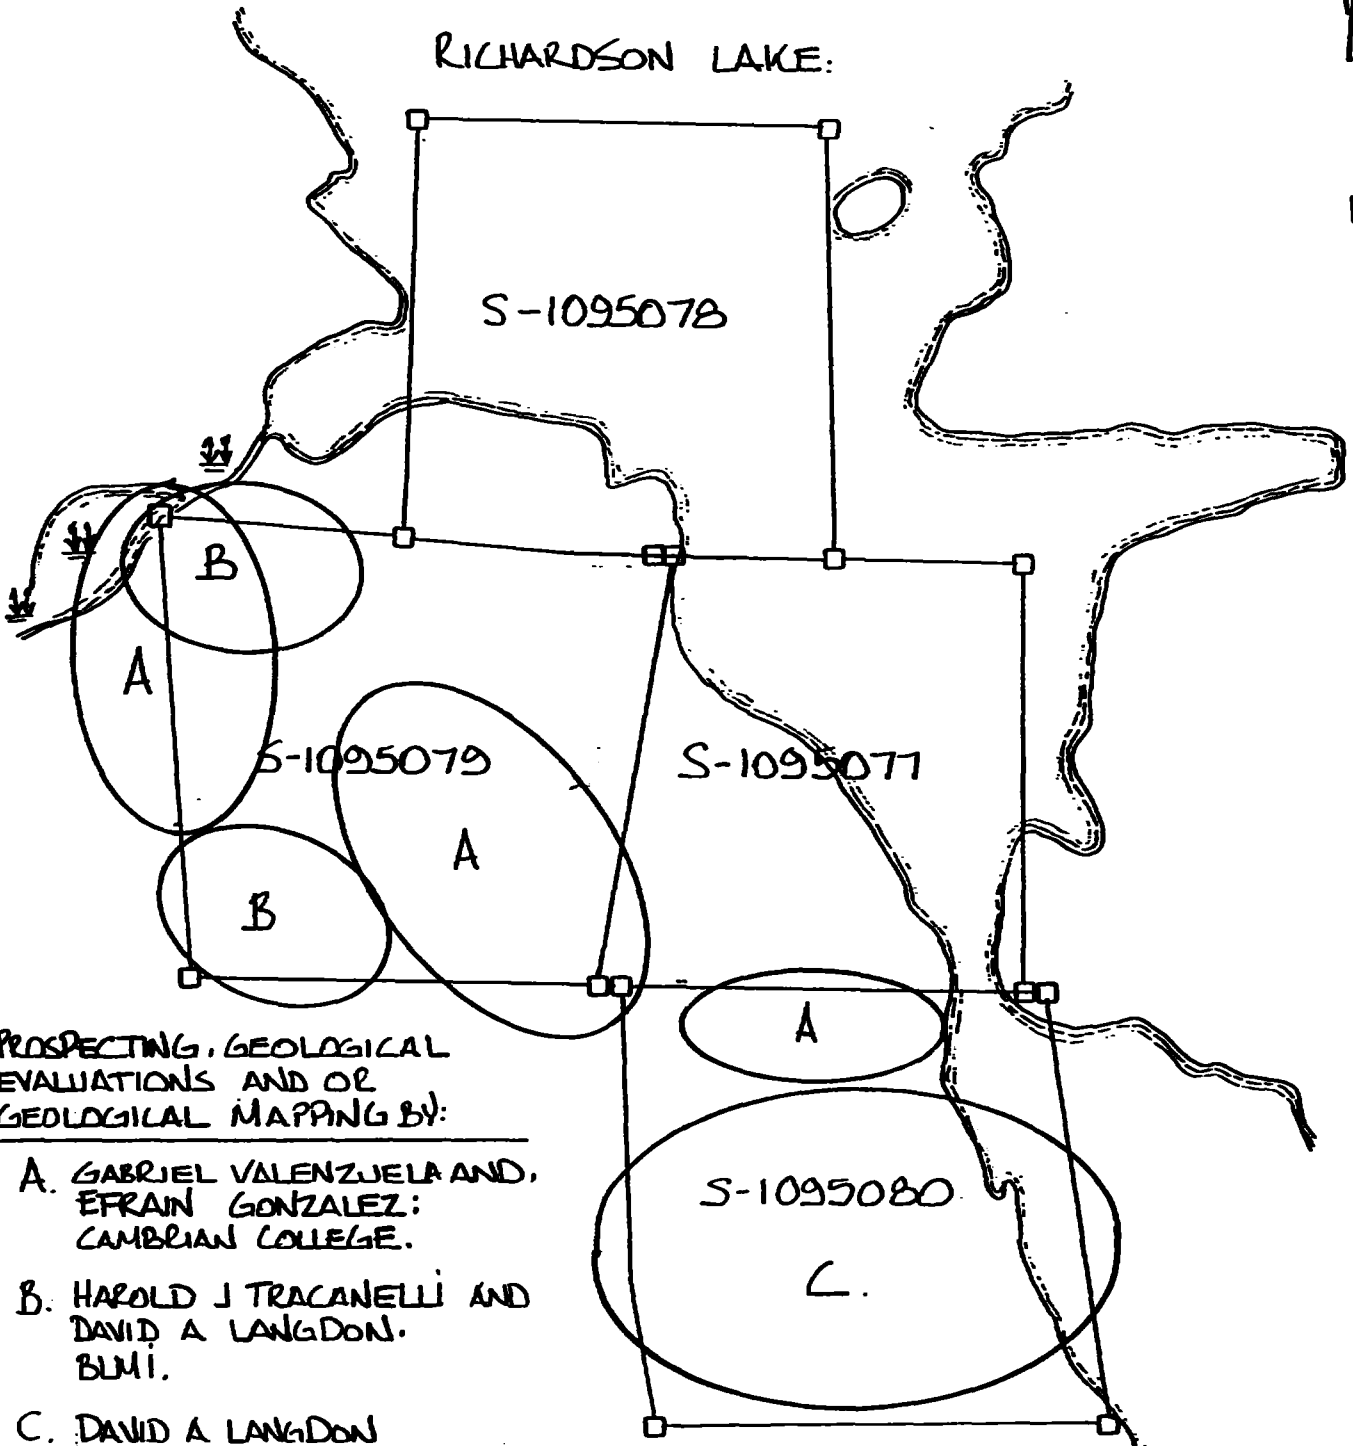 RICHARDSON LAKE:
S-1095078
B
A
S-1095079
S-1095077
A
B
A
PROSPECTING, GEOLOGICAL
EVALUATIONS AND OR
GEOLOGICAL MAPPING BY:
A. GABRIEL VALENZUELA AND,
EFRAIN GONZALEZ:
CAMBRIAN COLLEGE.
S-1095080
C.
B. HAROLD J TRACANELLI AND
DAVID A LANGDON.
BLMI.
C. DAVID A LANGDON